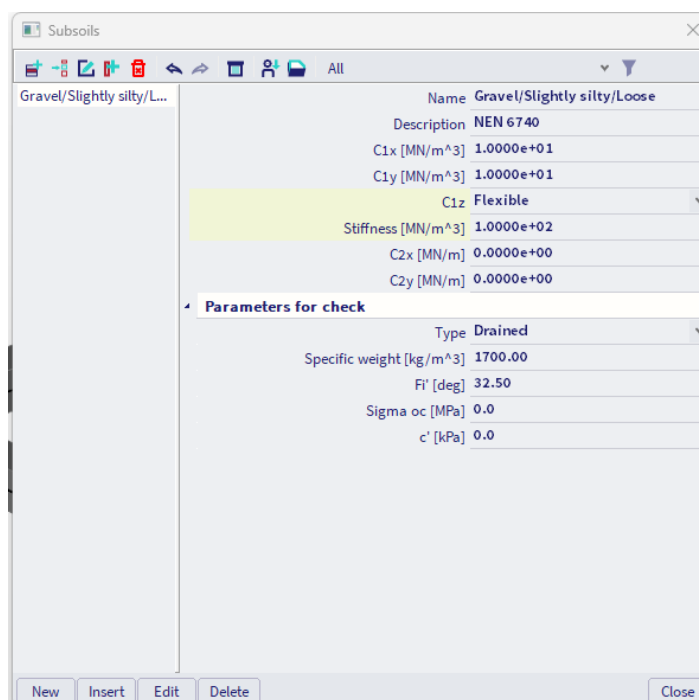 Subsoils
All
Gravel/Slightly silty/L...
Name Gravel/Slightly silty/Loose
Description NEN 6740
C1x [MN/m^3] 1.0000e+01
C1y [MN/m^3] 1.0000e+01
C1z Flexible
Stiffness [MN/m^3] 1.0000e+02
C2x [MN/m] 0.0000e+00
C2y [MN/m] 0.0000e+00
Parameters for check
Type Drained
Specific weight [kg/m^3] 1700.00
Fi' [deg] 32.50
Sigma oc [MPa] 0.0
c' [kPa] 0.0
New Insert Edit Delete Close